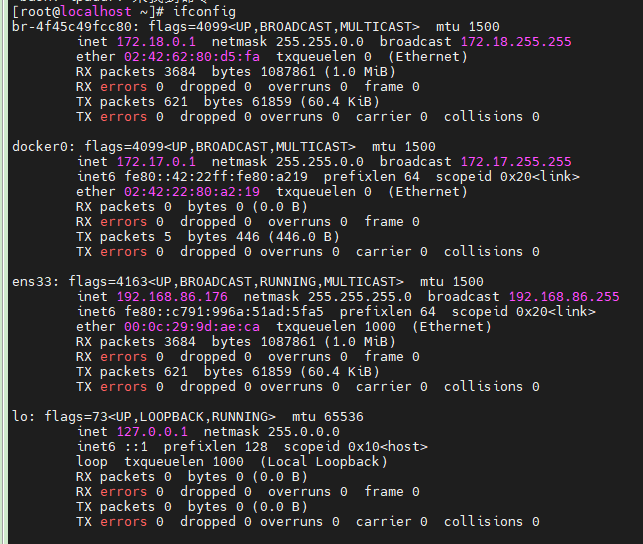 [root@localhost ~]# ifconfig
br-4f45c49fcc80: flags=4099<UP,BROADCAST,MULTICAST>  mtu 1500
        inet 172.18.0.1  netmask 255.255.0.0  broadcast 172.18.255.255
        ether 02:42:62:80:d5:fa  txqueuelen 0  (Ethernet)
        RX packets 3684  bytes 1087861 (1.0 MiB)
        RX errors 0  dropped 0  overruns 0  frame 0
        TX packets 621  bytes 61859 (60.4 KiB)
        TX errors 0  dropped 0 overruns 0  carrier 0  collisions 0

docker0: flags=4099<UP,BROADCAST,MULTICAST>  mtu 1500
        inet 172.17.0.1  netmask 255.255.0.0  broadcast 172.17.255.255
        inet6 fe80::42:22ff:fe80:a219  prefixlen 64  scopeid 0x20<link>
        ether 02:42:22:80:a2:19  txqueuelen 0  (Ethernet)
        RX packets 0  bytes 0 (0.0 B)
        RX errors 0  dropped 0  overruns 0  frame 0
        TX packets 5  bytes 446 (446.0 B)
        TX errors 0  dropped 0 overruns 0  carrier 0  collisions 0

ens33: flags=4163<UP,BROADCAST,RUNNING,MULTICAST>  mtu 1500
        inet 192.168.86.176  netmask 255.255.255.0  broadcast 192.168.86.255
        inet6 fe80::c791:996a:51ad:5fa5  prefixlen 64  scopeid 0x20<link>
        ether 00:0c:29:9d:ae:ca  txqueuelen 1000  (Ethernet)
        RX packets 3684  bytes 1087861 (1.0 MiB)
        RX errors 0  dropped 0  overruns 0  frame 0
        TX packets 621  bytes 61859 (60.4 KiB)
        TX errors 0  dropped 0 overruns 0  carrier 0  collisions 0

lo: flags=73<UP,LOOPBACK,RUNNING>  mtu 65536
        inet 127.0.0.1  netmask 255.0.0.0
        inet6 ::1  prefixlen 128  scopeid 0x10<host>
        loop  txqueuelen 1000  (Local Loopback)
        RX packets 0  bytes 0 (0.0 B)
        RX errors 0  dropped 0  overruns 0  frame 0
        TX packets 0  bytes 0 (0.0 B)
        TX errors 0  dropped 0 overruns 0  carrier 0  collisions 0